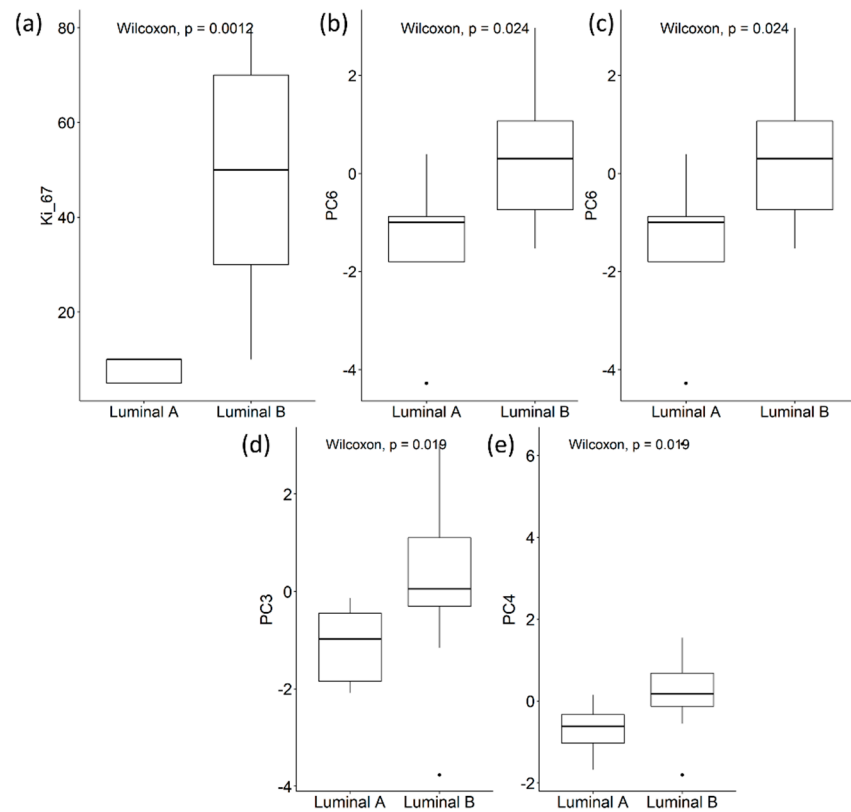 (a)
Wilcoxon, p = 0.0012
80
60
40
20
Ki_67
Luminal A
Luminal B
(b)
Wilcoxon, p = 0.024
2
0
-2
-4
PC6
Luminal A
Luminal B
(c)
Wilcoxon, p = 0.024
2
0
-2
-4
PC6
Luminal A
Luminal B
(d)
Wilcoxon, p = 0.019
2
0
-2
-4
PC3
Luminal A
Luminal B
(e)
Wilcoxon, p = 0.019
6
4
2
0
-2
PC4
Luminal A
Luminal B